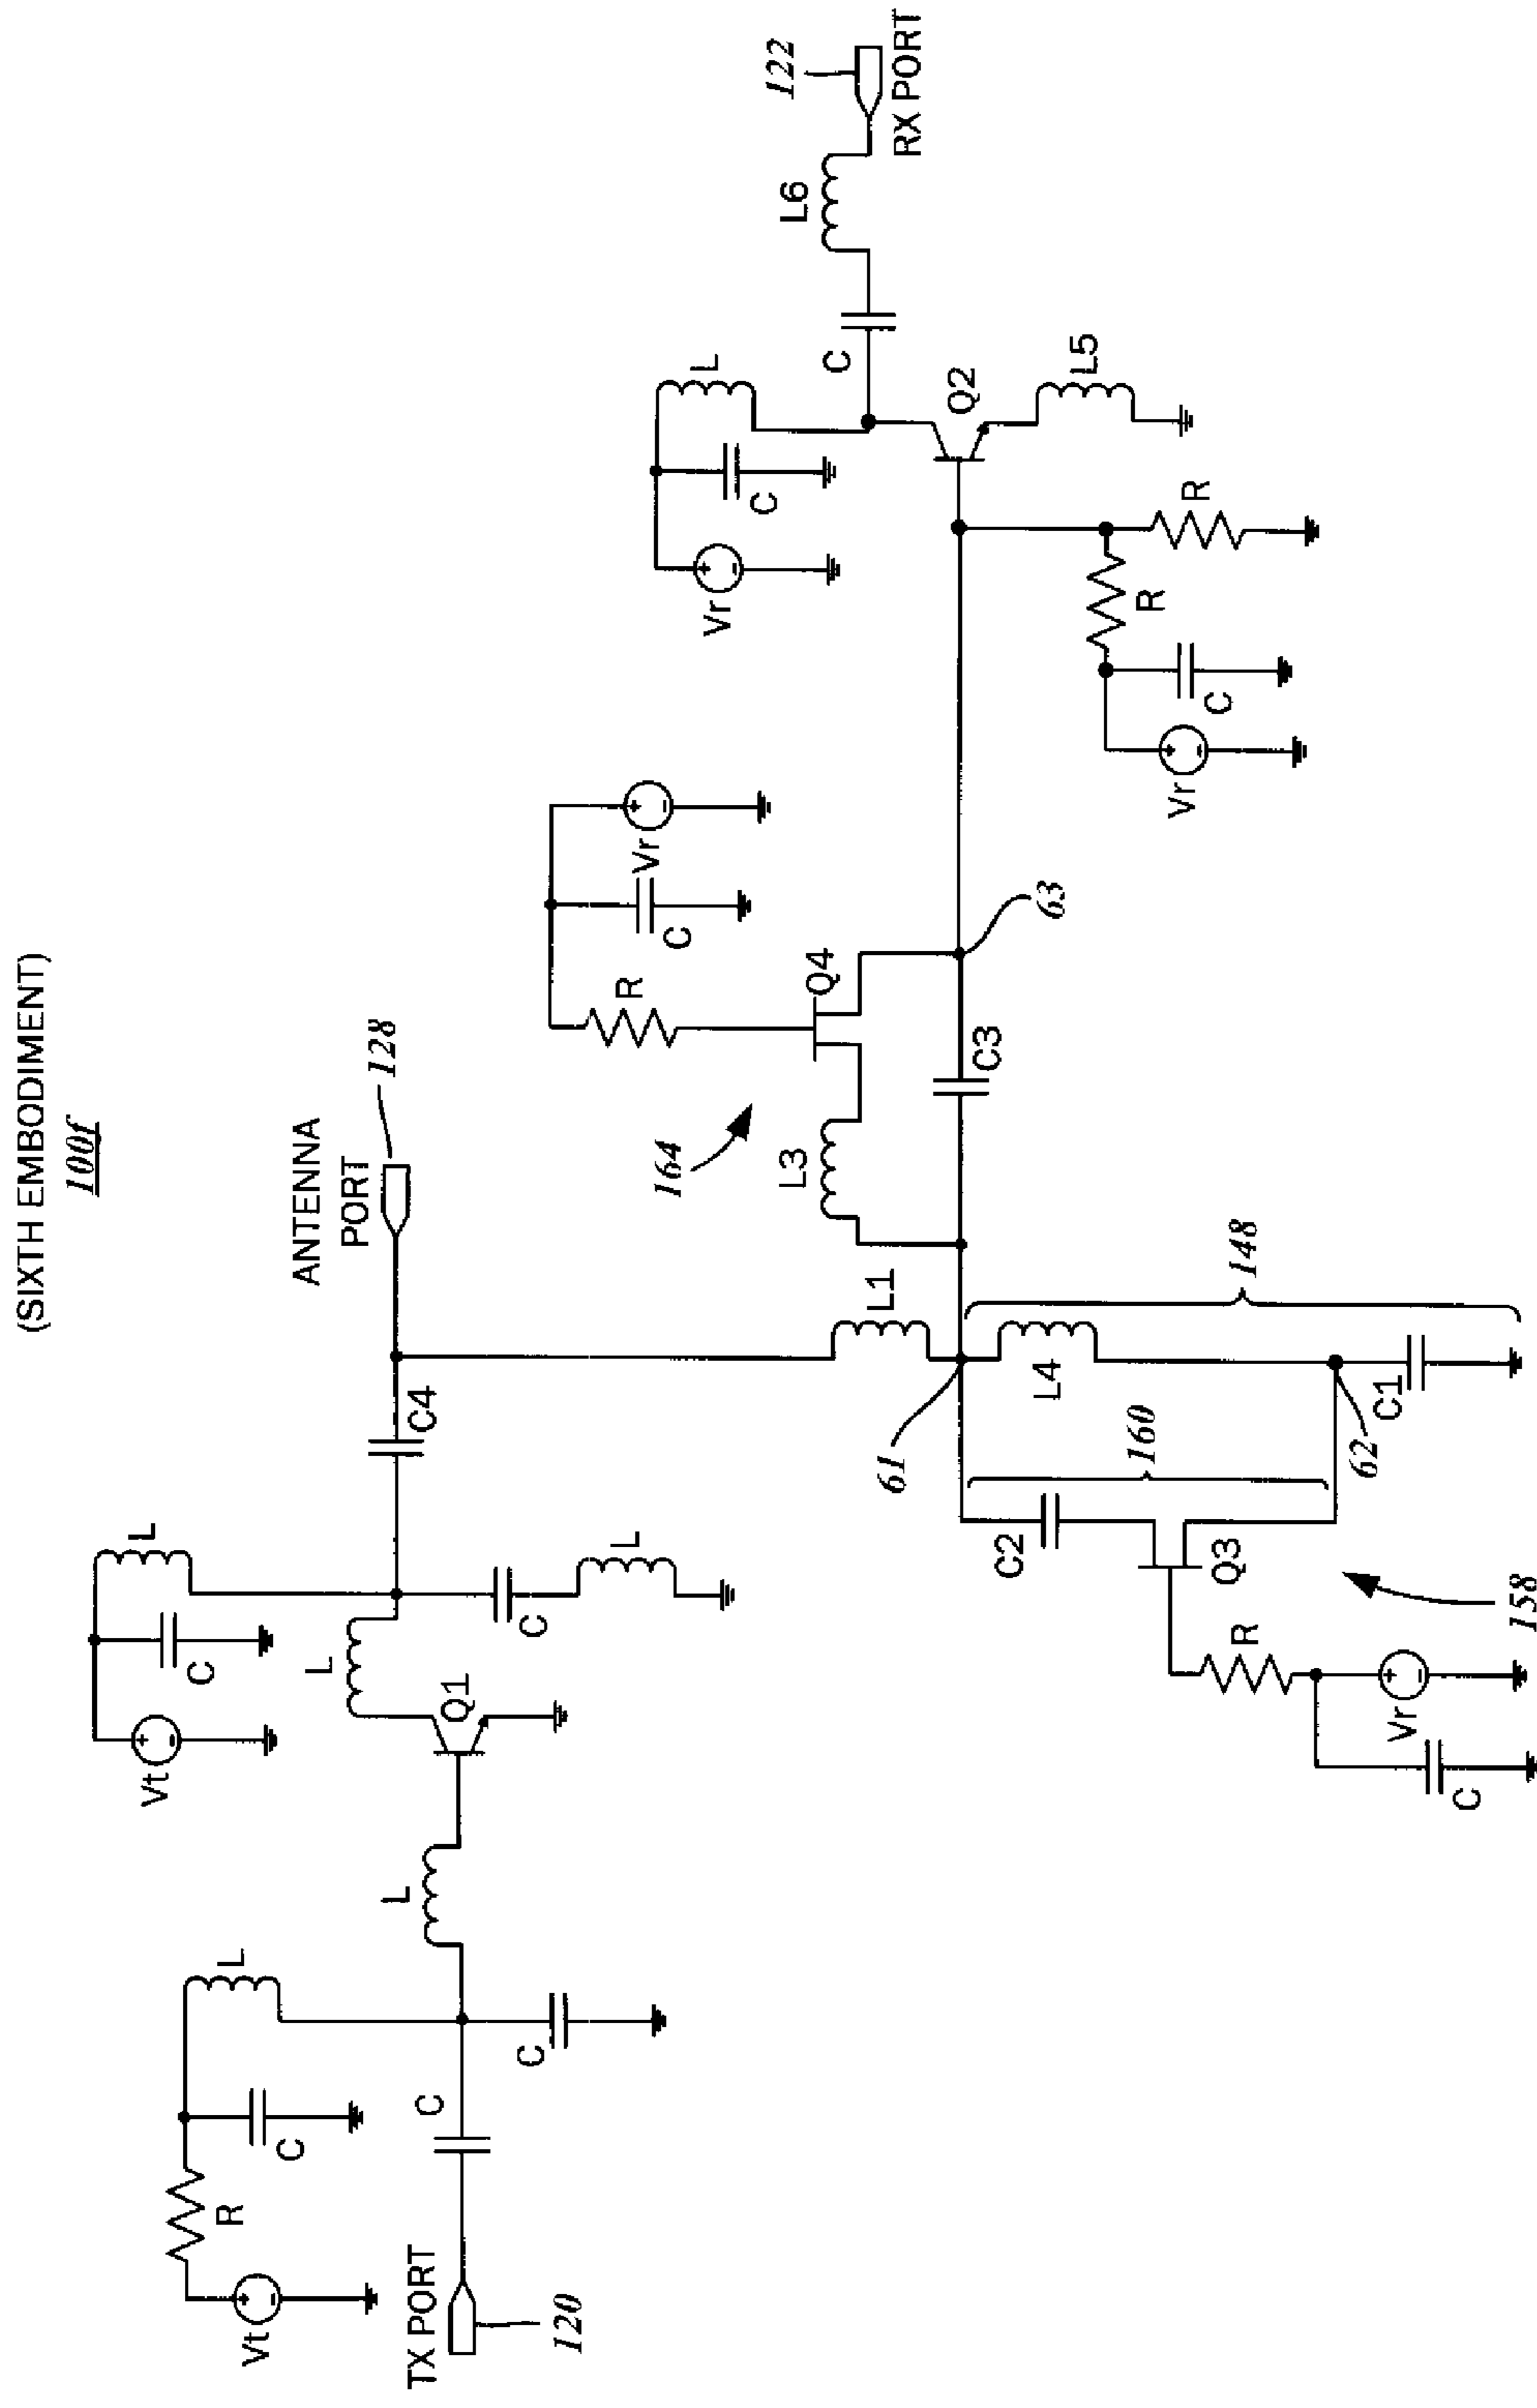 (SIXTH EMBODIMENT)
100f
Vt
R
C
L
TX PORT
120
C
C
L
Q1
Vt
C
L
L
C
L
C4
ANTENNA
PORT
128
L1
61
L4
148
160
62
C1
C2
Q3
158
R
Vr
C
164
L3
C3
Q4
R
C
Vr
63
Vr
C
R
R
Q2
L5
Vr
C
L
C
L6
122
RX PORT